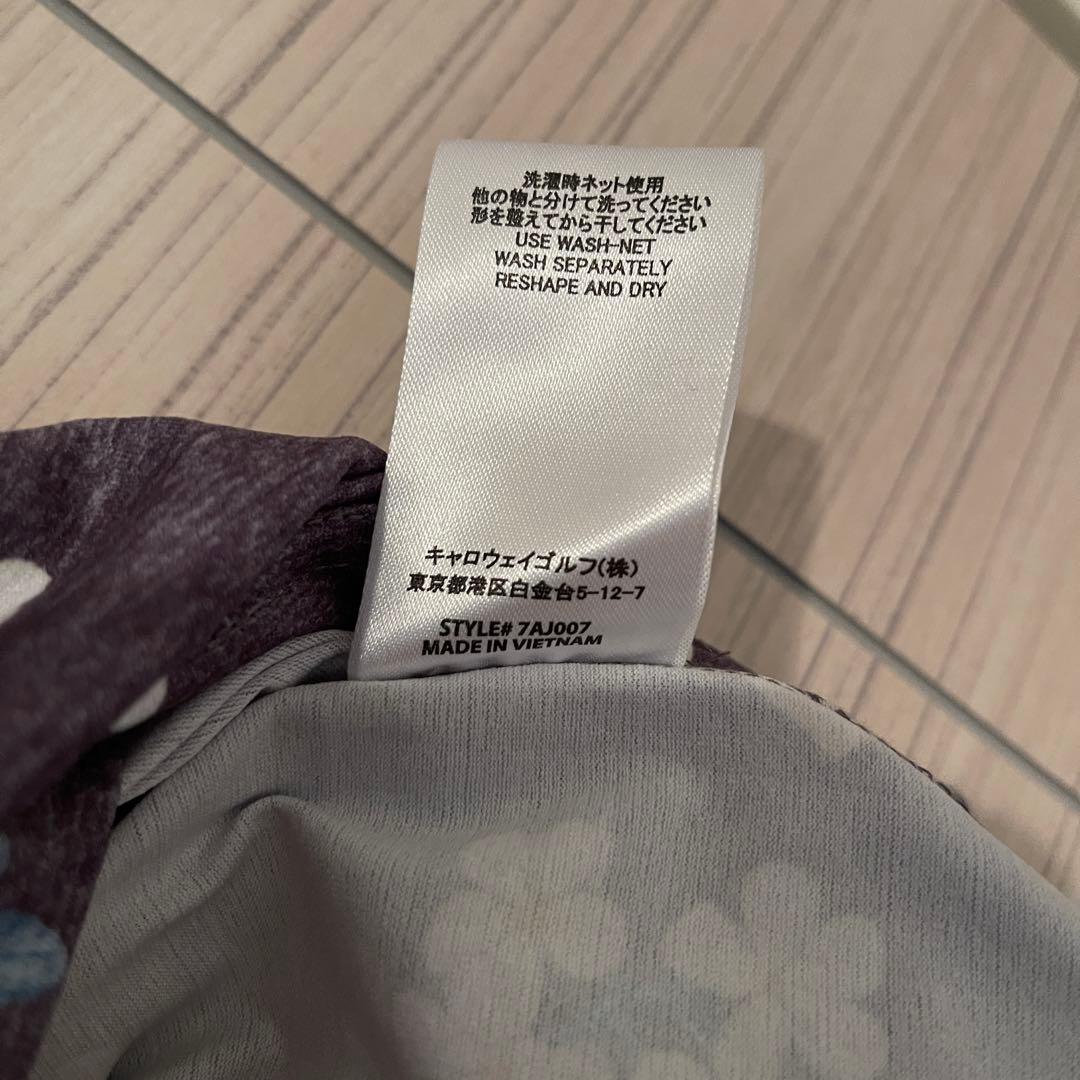 洗濯時ネット使用
他の物と分けて洗ってください
形を整えてから干してください
USE WASH-NET
WASH SEPARATELY
RESHAPE AND DRY
キャロウェイゴルフ(株)
東京都港区白金台5-12-7
STYLE# 7AJ007
MADE IN VIETNAM